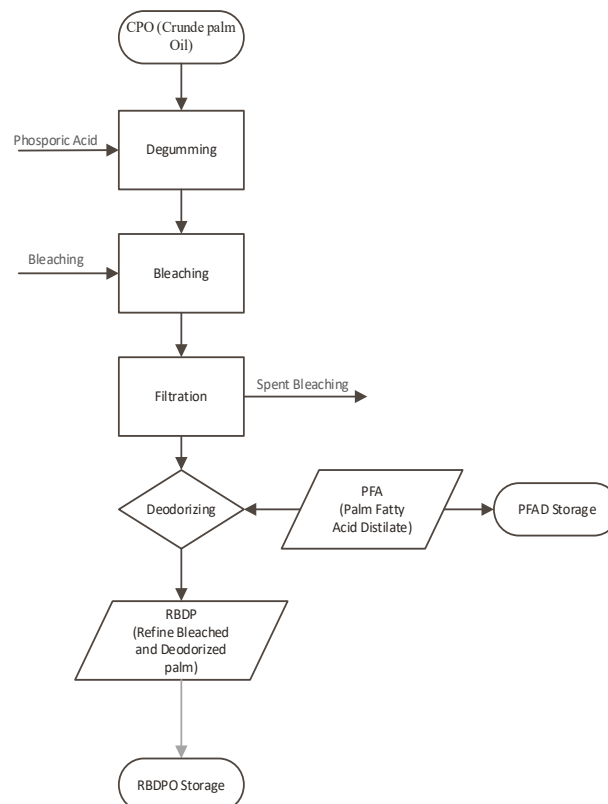 CPO (Crunde palm
Oil)
Phosporic Acid
Degumming
Bleaching
Bleaching
Spent Bleaching
Filtration
PFA
(Palm Fatty
Acid Distilate)
Deodorizing
PFAD Storage
RBDP
(Refine Bleached
and Deodorized
palm)
RBDPO Storage